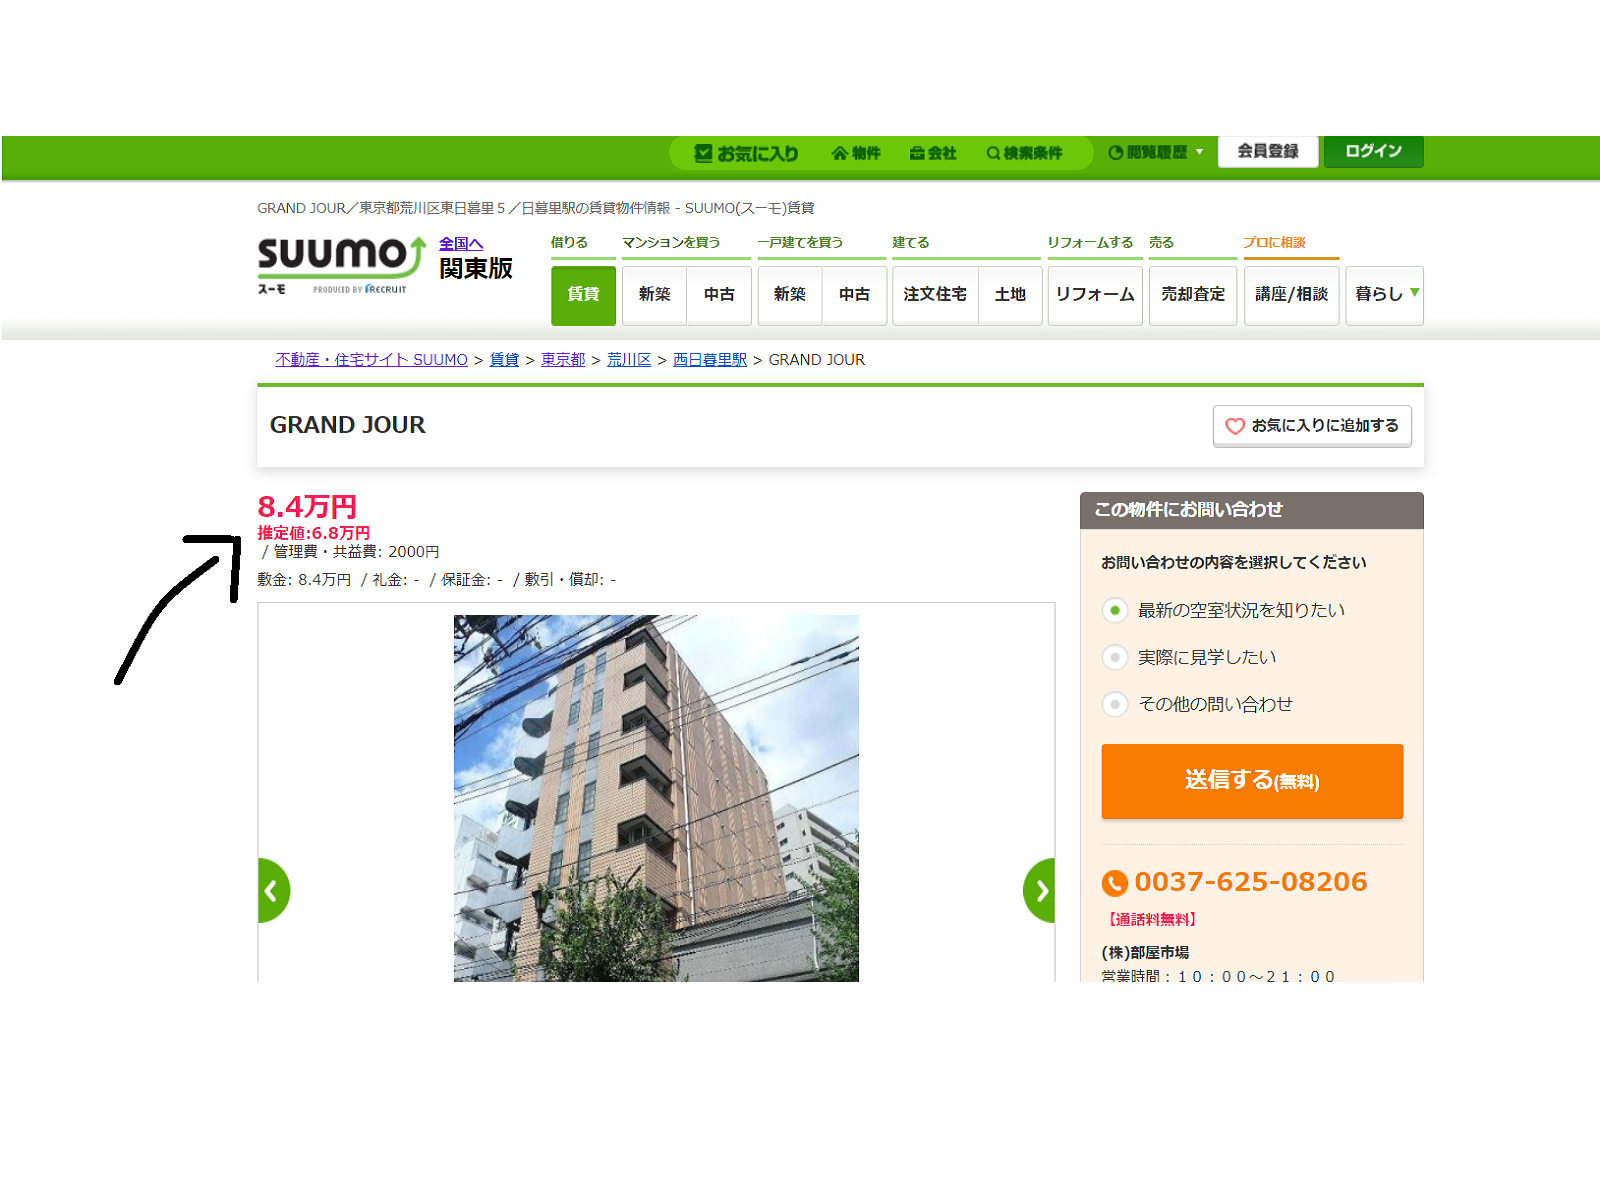 お気に入り 物件 会社 検索条件 閲覧履歴 会員登録 ログイン
GRAND JOUR／東京都荒川区東日暮里５／日暮里駅の賃貸物件情報 - SUUMO(スーモ)賃貸
suumo
スーモ PRODUCED BY RECRUIT
全国へ
関東版
借りる マンションを買う 一戸建てを買う 建てる リフォームする 売る プロに相談
賃貸 新築 中古 新築 中古 注文住宅 土地 リフォーム 売却査定 講座/相談 暮らし
不動産・住宅サイト SUUMO > 賃貸 > 東京都 > 荒川区 > 西日暮里駅 > GRAND JOUR
GRAND JOUR
お気に入りに追加する
8.4万円
推定値:6.8万円
/ 管理費・共益費: 2000円
敷金: 8.4万円 / 礼金: - / 保証金: - / 敷引・償却: -
この物件にお問い合わせ
お問い合わせの内容を選択してください
最新の空室状況を知りたい
実際に見学したい
その他の問い合わせ
送信する(無料)
0037-625-08206
【通話料無料】
(株)部屋市場
営業時間：１０：００～２１：００